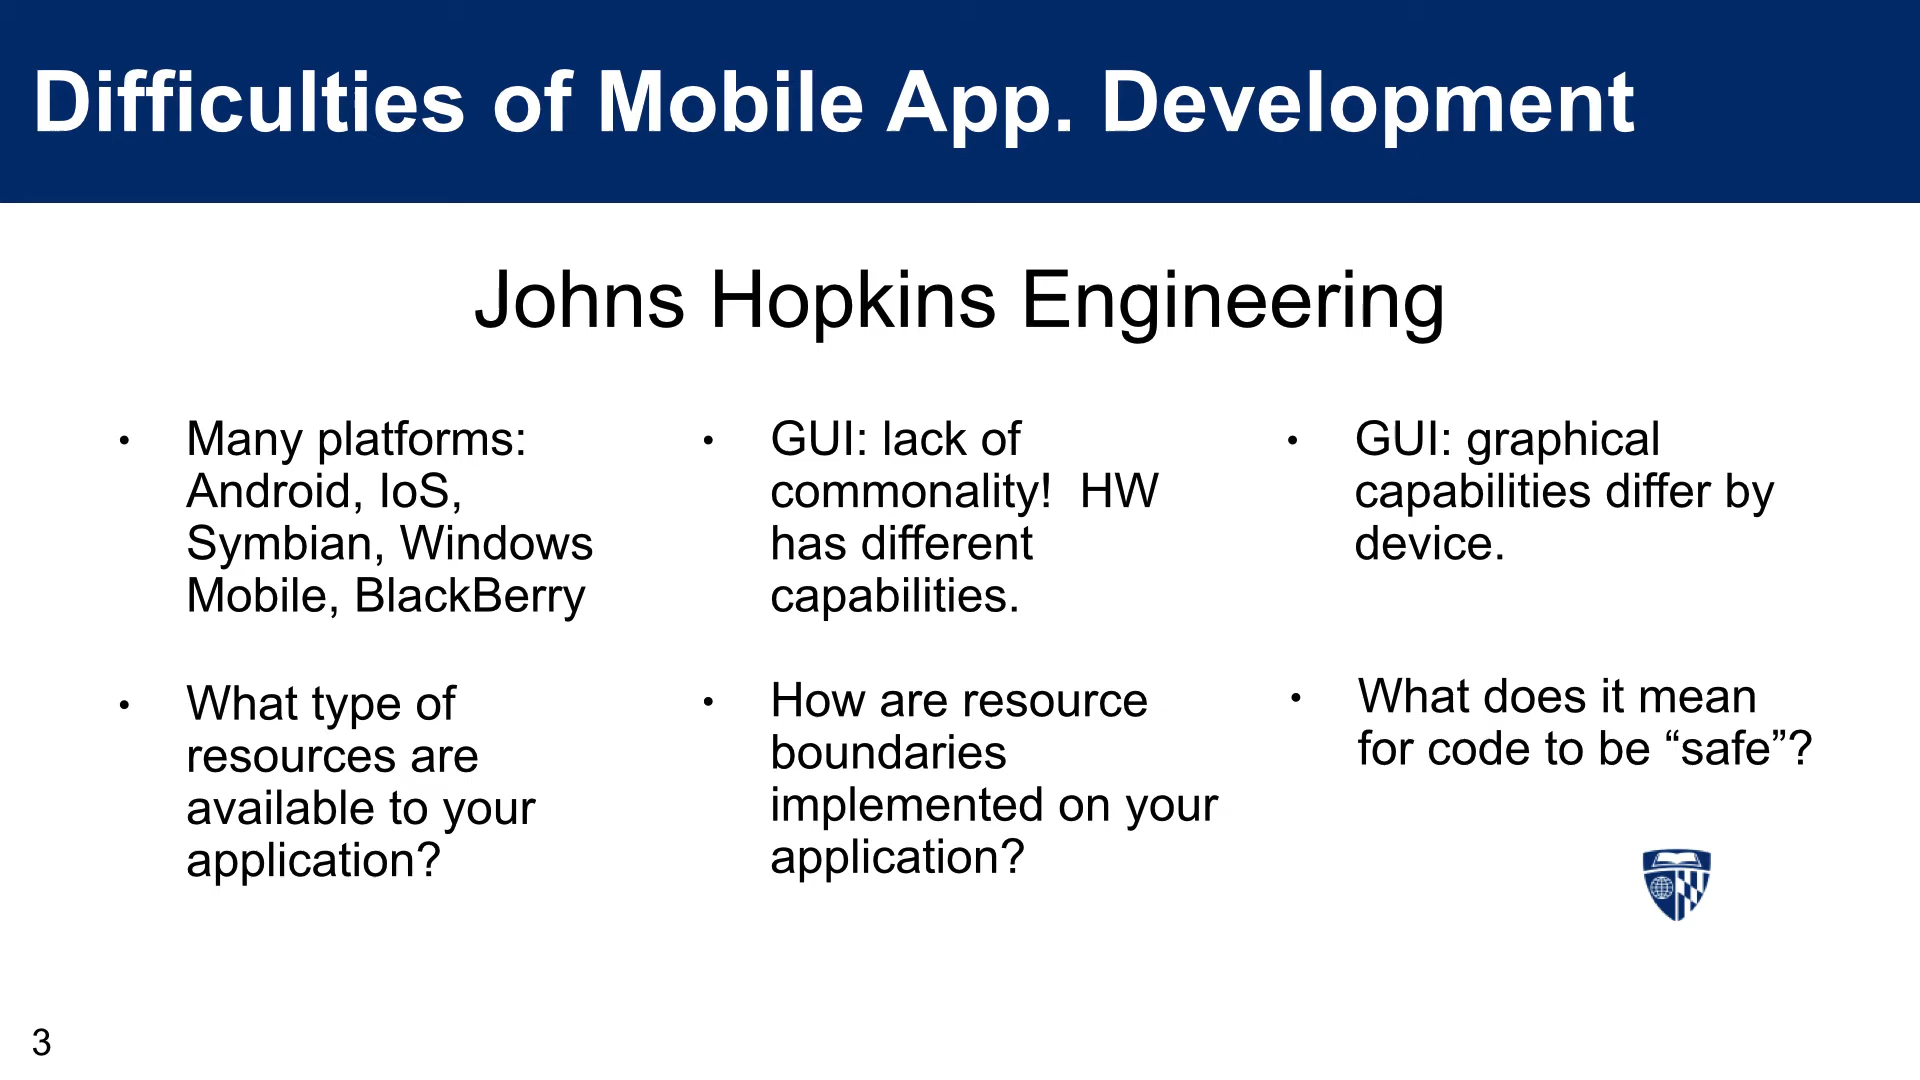 Difficulties of Mobile App. Development
Johns Hopkins Engineering
• Many platforms:
Android, IoS,
Symbian, Windows
Mobile, BlackBerry
• GUI: lack of
commonality!  HW
has different
capabilities.
• GUI: graphical
capabilities differ by
device.
• What type of
resources are
available to your
application?
• How are resource
boundaries
implemented on your
application?
• What does it mean
for code to be “safe”?
3